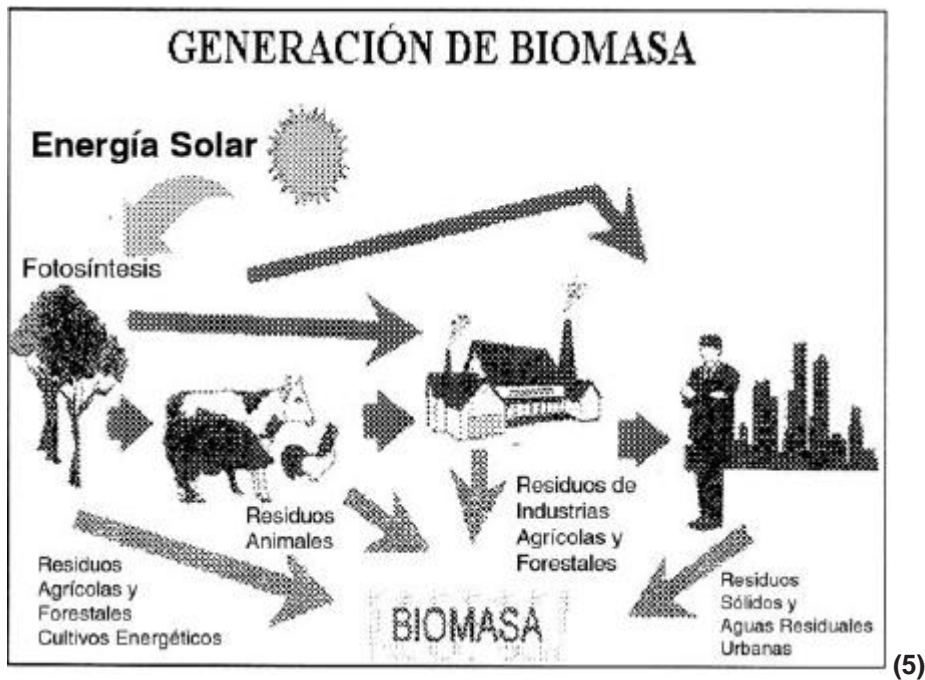 GENERACIÓN DE BIOMASA
Energía Solar
Fotosíntesis
Residuos
Animales
Residuos de
Industrias
Agrícolas y
Forestales
Residuos
Agrícolas y
Forestales
Cultivos Energéticos
BIOMASA
Residuos
Sólidos y
Aguas Residuales
Urbanas
(5)